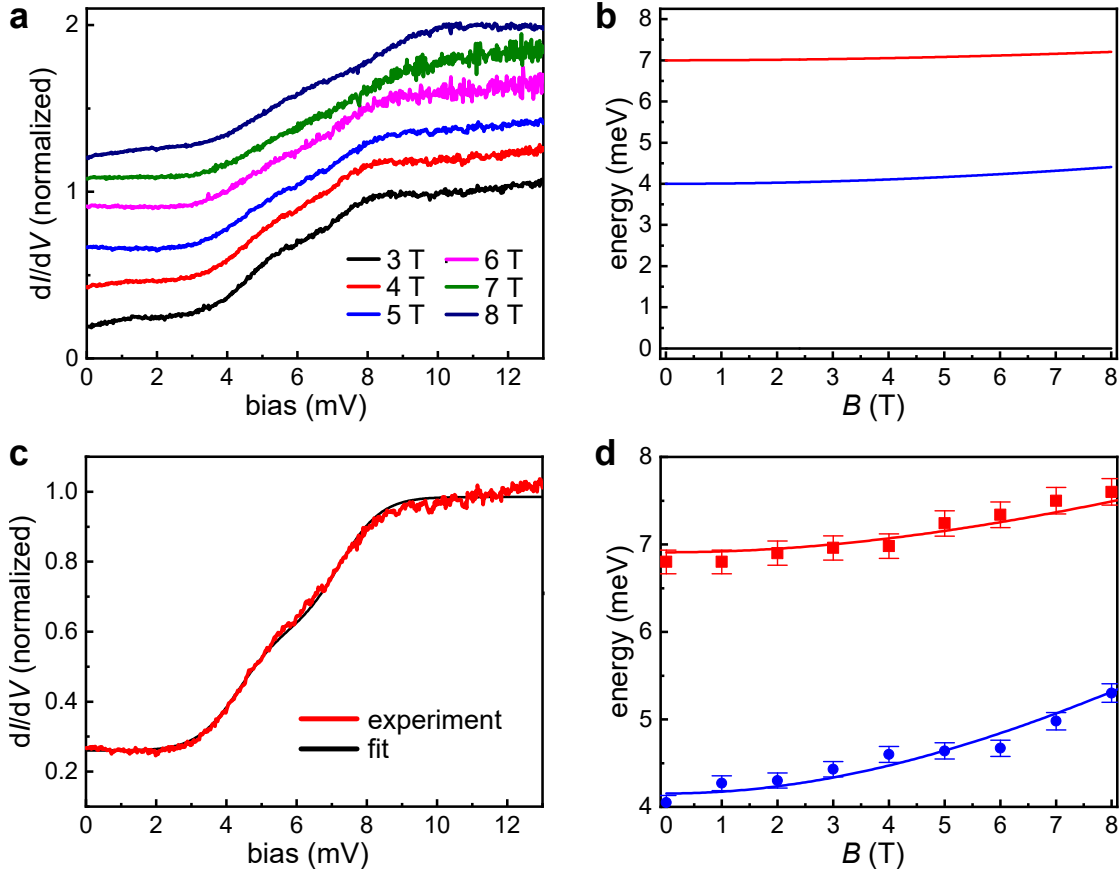 a
2
1
0
dI/dV (normalized)
3 T
4 T
5 T
6 T
7 T
8 T
0 2 4 6 8 10 12
bias (mV)
b
8
7
6
5
4
3
2
1
0
energy (meV)
0 1 2 3 4 5 6 7 8
B (T)
c
1.0
0.8
0.6
0.4
0.2
dI/dV (normalized)
experiment
fit
0 2 4 6 8 10 12
bias (mV)
d
8
7
6
5
4
energy (meV)
0 1 2 3 4 5 6 7 8
B (T)